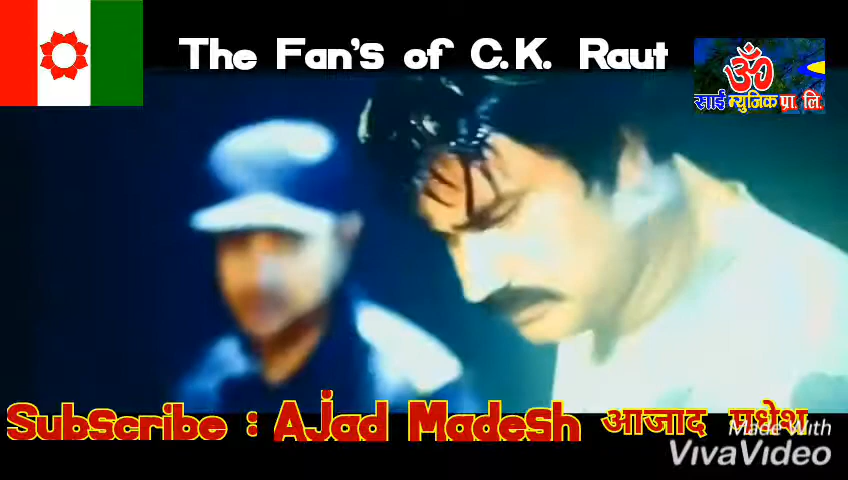 The Fan's of C.K. Raut
ॐ
साईं म्युजिक प्रा. लि.
Subscribe : Ajad Madesh आजाद मधेश
Made With
VivaVideo